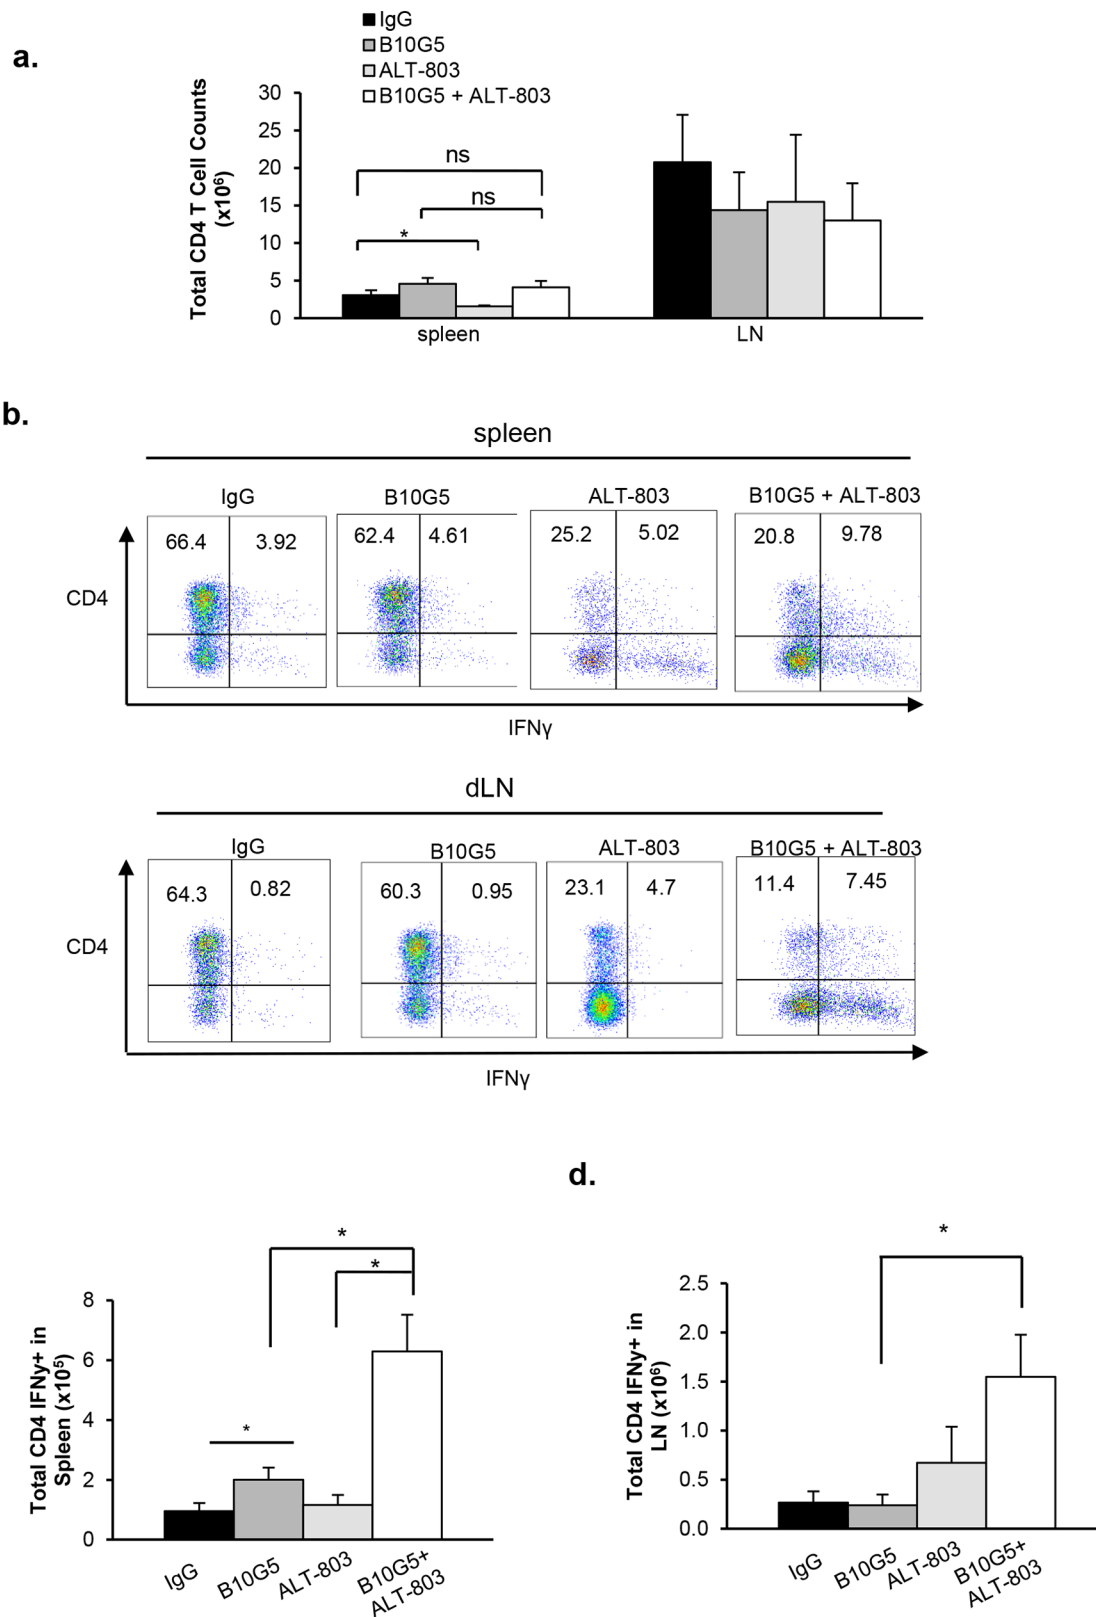 a.
IgG
B10G5
ALT-803
B10G5 + ALT-803
Total CD4 T Cell Counts
(x10⁶)
30
25
20
15
10
5
0
ns
ns
*
spleen
LN
b.
spleen
IgG
B10G5
ALT-803
B10G5 + ALT-803
66.4
3.92
62.4
4.61
25.2
5.02
20.8
9.78
CD4
IFNγ
dLN
IgG
B10G5
ALT-803
B10G5 + ALT-803
64.3
0.82
60.3
0.95
23.1
4.7
11.4
7.45
CD4
IFNγ
*
*
*
Total CD4 IFNy+ in
Spleen (x10⁵)
8
6
4
2
0
IgG
B10G5
ALT-803
B10G5+
ALT-803
d.
*
Total CD4 IFNy+ in
LN (x10⁶)
2.5
2.0
1.5
1.0
0.5
0.0
IgG
B10G5
ALT-803
B10G5+
ALT-803